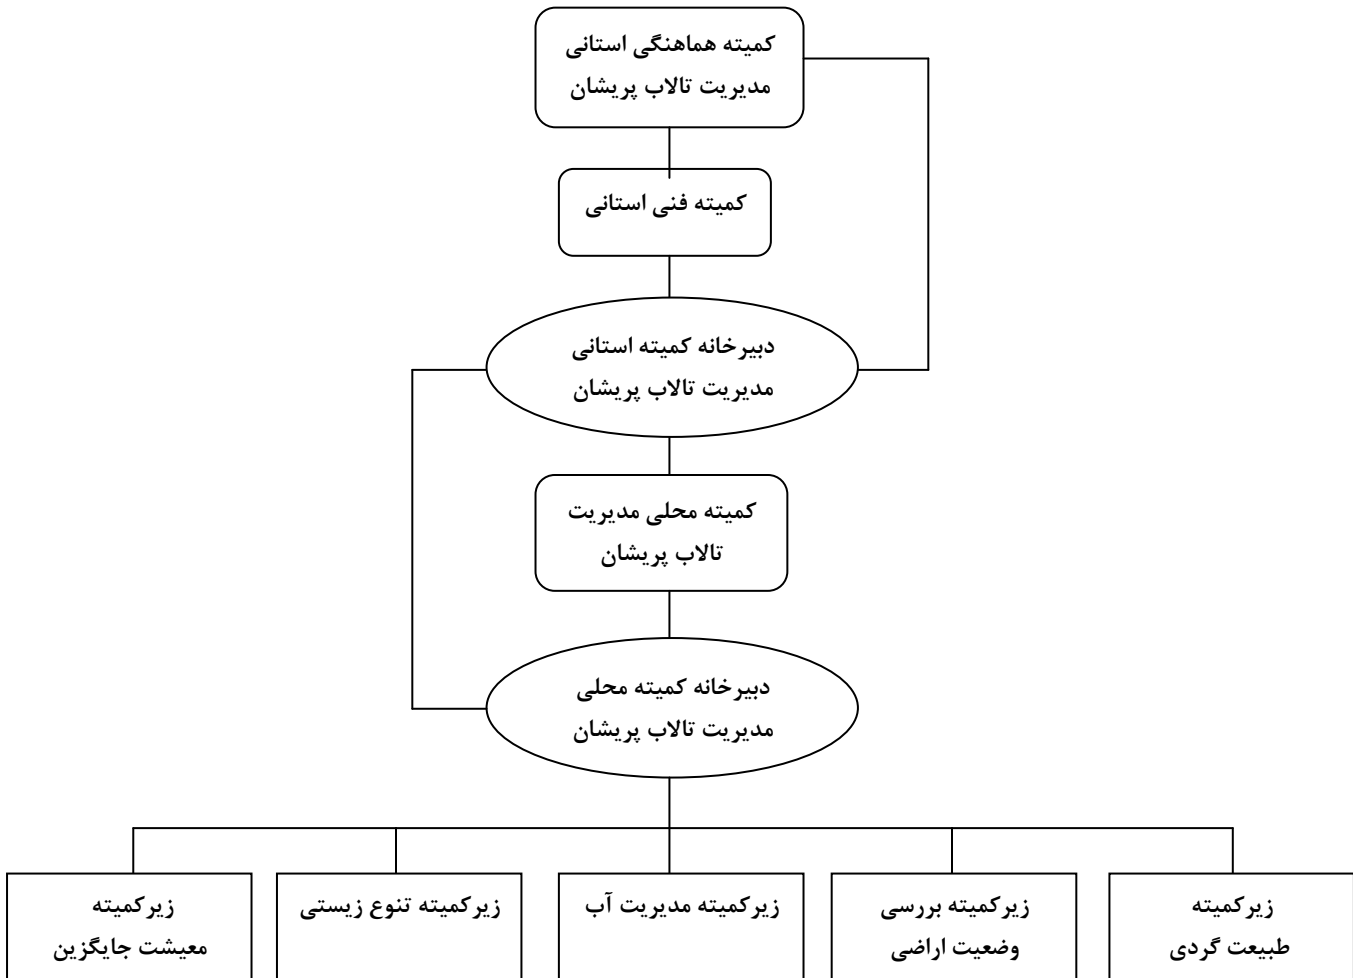 کمیته هماهنگی استانی
مدیریت تالاب پریشان
کمیته فنی استانی
دبیرخانه کمیته استانی
مدیریت تالاب پریشان
کمیته محلی مدیریت
تالاب پریشان
دبیرخانه کمیته محلی
مدیریت تالاب پریشان
زیرکمیته
طبیعت گردی
زیرکمیته بررسی
وضعیت اراضی
زیرکمیته مدیریت آب
زیرکمیته تنوع زیستی
زیرکمیته
معیشت جایگزین